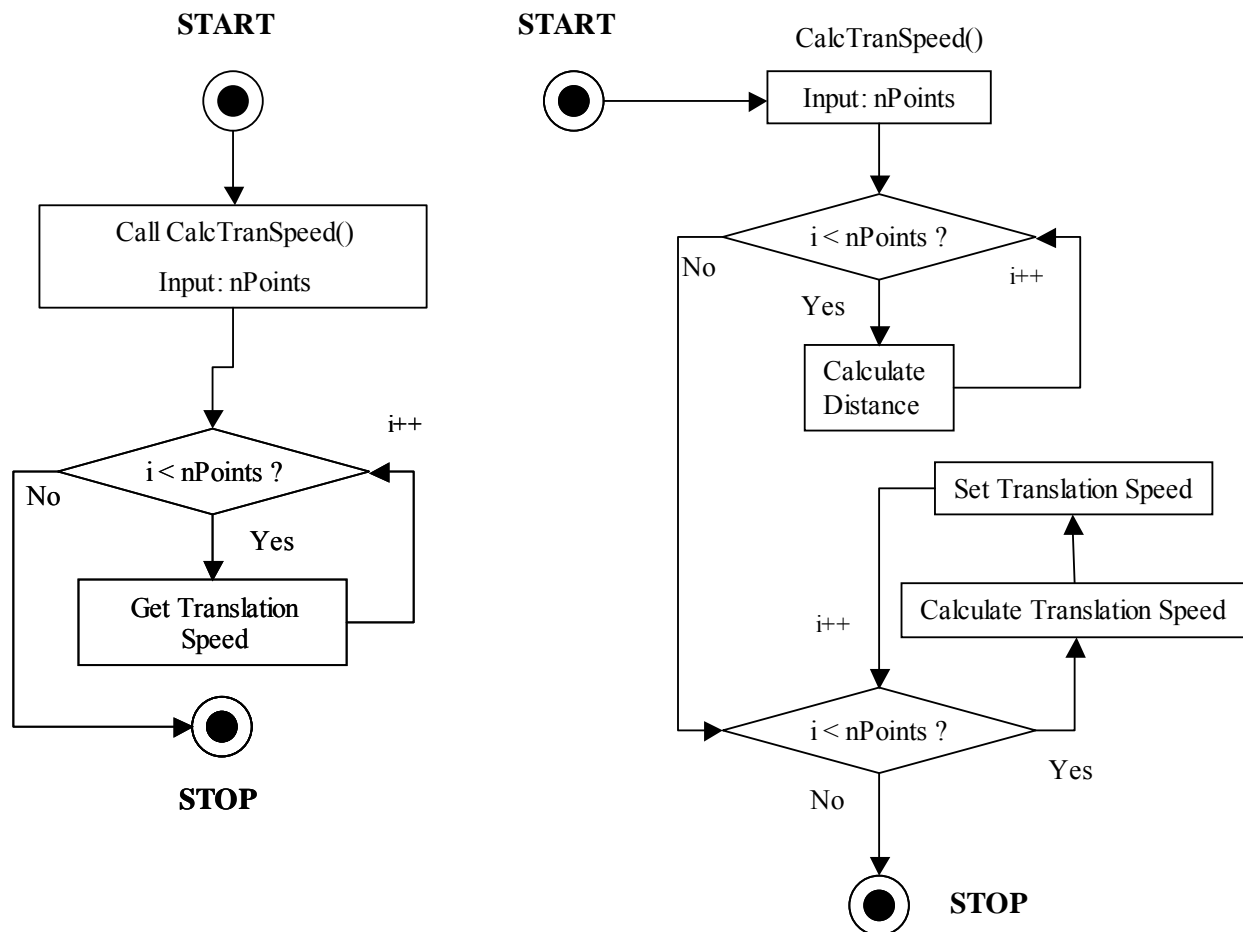 START
Call CalcTranSpeed()
Input: nPoints
i++
i < nPoints ?
No
Yes
Get Translation
Speed
STOP
START
CalcTranSpeed()
Input: nPoints
i < nPoints ?
No
i++
Yes
Calculate
Distance
Set Translation Speed
Calculate Translation Speed
i++
i < nPoints ?
Yes
No
STOP